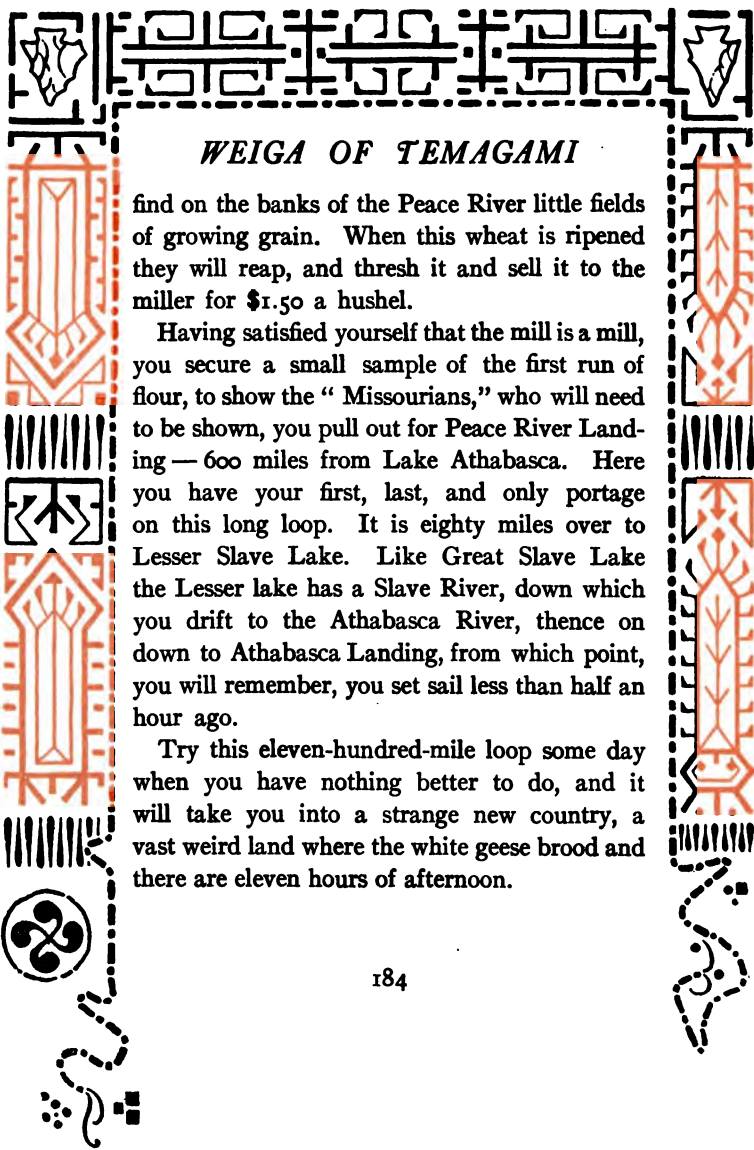 WEIGA OF TEMAGAMI
find on the banks of the Peace River little fields
of growing grain. When this wheat is ripened
they will reap, and thresh it and sell it to the
miller for $1.50 a hushel.
Having satisfied yourself that the mill is a mill,
you secure a small sample of the first run of
flour, to show the “ Missourians,” who will need
to be shown, you pull out for Peace River Land-
ing — 600 miles from Lake Athabasca. Here
you have your first, last, and only portage
on this long loop. It is eighty miles over to
Lesser Slave Lake. Like Great Slave Lake
the Lesser lake has a Slave River, down which
you drift to the Athabasca River, thence on
down to Athabasca Landing, from which point,
you will remember, you set sail less than half an
hour ago.
Try this eleven-hundred-mile loop some day
when you have nothing better to do, and it
will take you into a strange new country, a
vast weird land where the white geese brood and
there are eleven hours of afternoon.
184